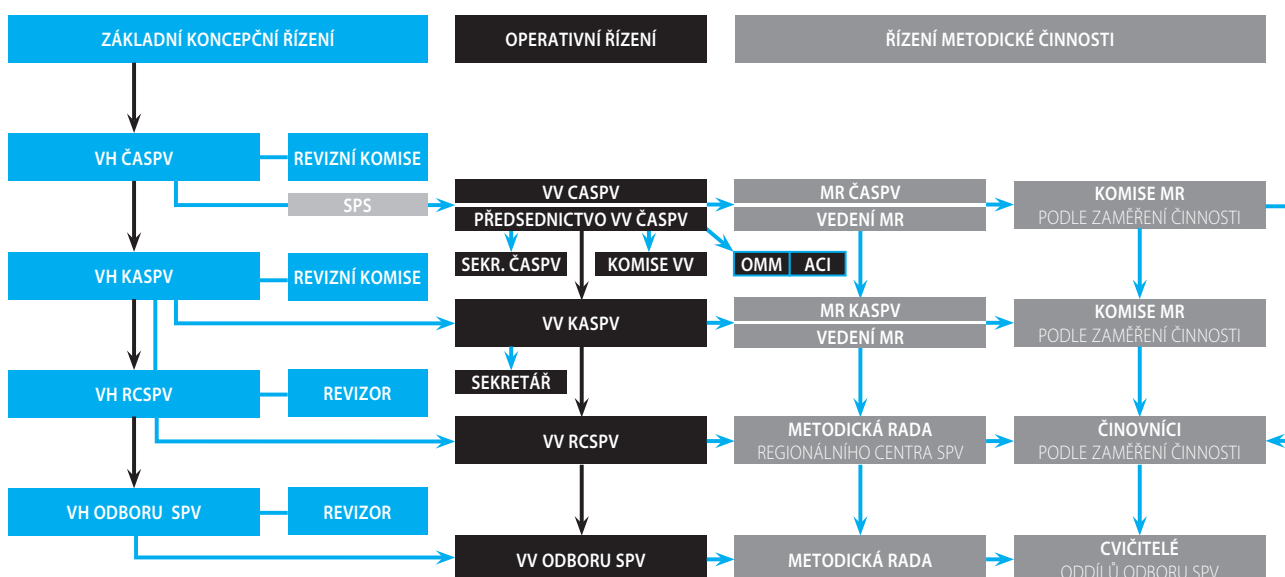 ZÁKLADNÍ KONCEPČNÍ ŘÍZENÍ
OPERATIVNÍ ŘÍZENÍ
ŘÍZENÍ METODICKÉ ČINNOSTI
VH ČASPV
REVIZNÍ KOMISE
SPS
VV CASPV
PŘEDSEDNICTVO VV ČASPV
MR ČASPV
VEDENÍ MR
KOMISE MR
PODLE ZAMĚŘENÍ ČINNOSTI
SEKR. ČASPV
KOMISE VV
OMM
ACI
VH KASPV
REVIZNÍ KOMISE
VV KASPV
MR KASPV
VEDENÍ MR
KOMISE MR
PODLE ZAMĚŘENÍ ČINNOSTI
SEKRETÁŘ
VH RCSPV
REVIZOR
VV RCSPV
METODICKÁ RADA
REGIONÁLNÍHO CENTRA SPV
ČINOVNÍCI
PODLE ZAMĚŘENÍ ČINNOSTI
VH ODBORU SPV
REVIZOR
VV ODBORU SPV
METODICKÁ RADA
CVIČITELÉ
ODDÍLŮ ODBORU SPV